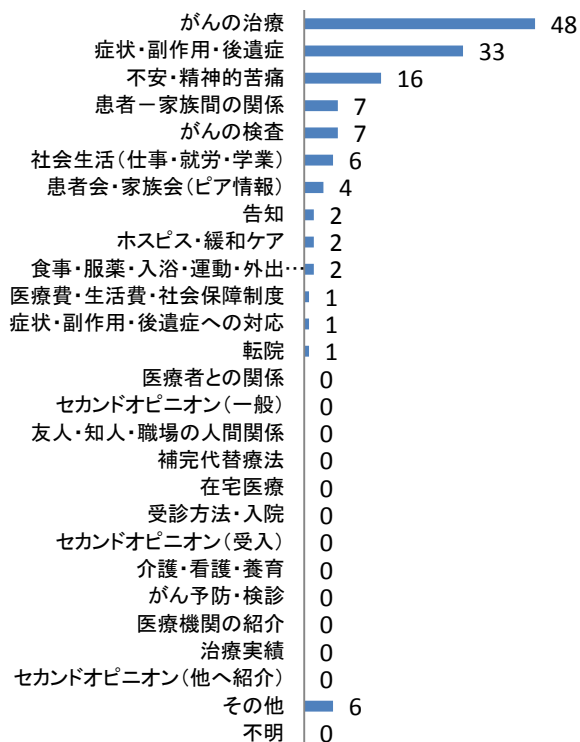 がんの治療 48
症状・副作用・後遺症 33
不安・精神的苦痛 16
患者－家族間の関係 7
がんの検査 7
社会生活(仕事・就労・学業) 6
患者会・家族会(ピア情報) 4
告知 2
ホスピス・緩和ケア 2
食事・服薬・入浴・運動・外出… 2
医療費・生活費・社会保障制度 1
症状・副作用・後遺症への対応 1
転院 1
医療者との関係 0
セカンドオピニオン(一般) 0
友人・知人・職場の人間関係 0
補完代替療法 0
在宅医療 0
受診方法・入院 0
セカンドオピニオン(受入) 0
介護・看護・養育 0
がん予防・検診 0
医療機関の紹介 0
治療実績 0
セカンドオピニオン(他へ紹介) 0
その他 6
不明 0